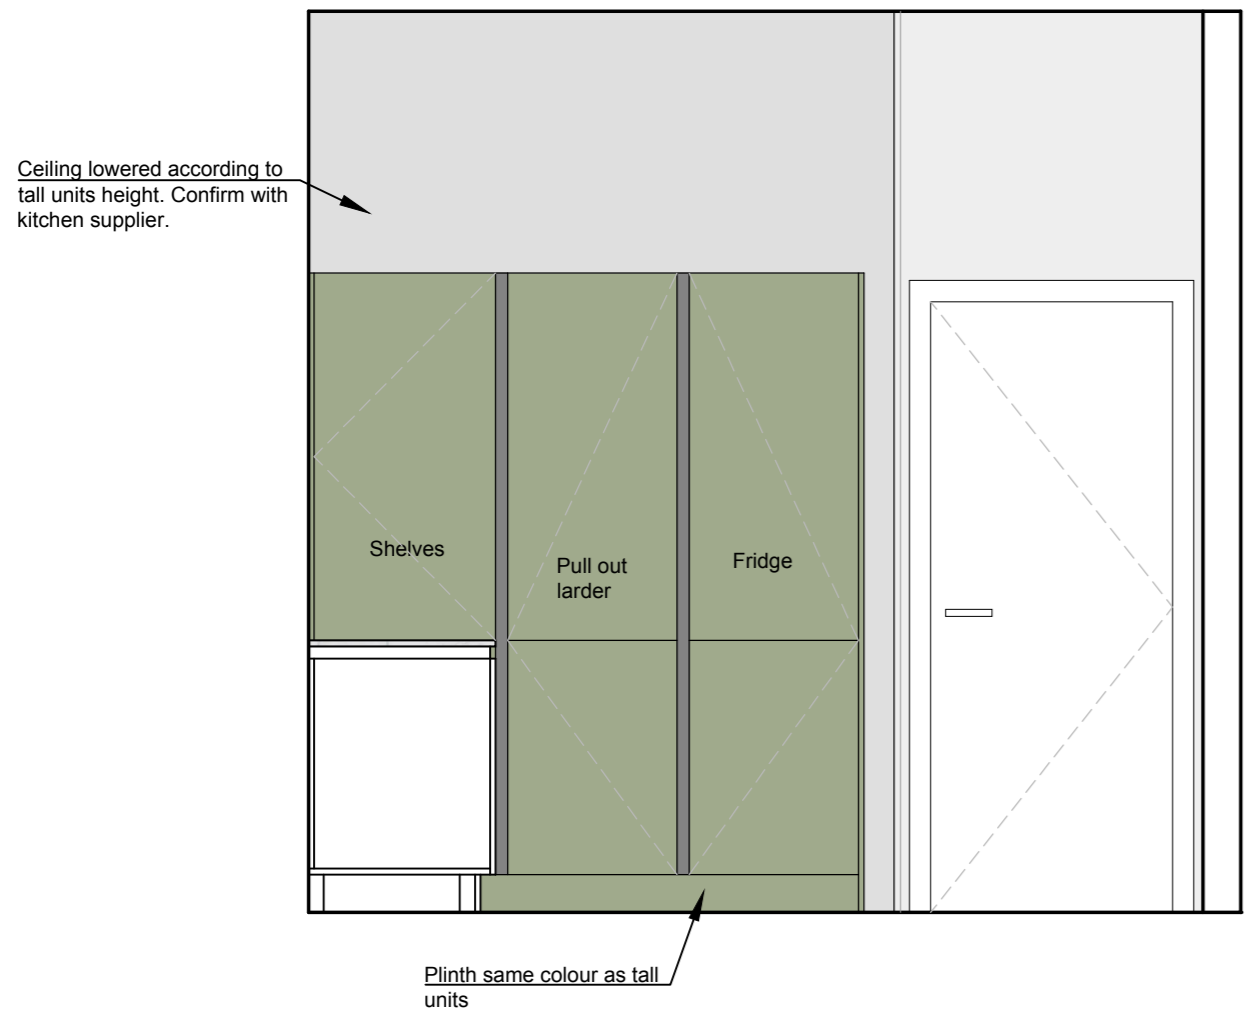 Ceiling lowered according to
tall units height. Confirm with
kitchen supplier.
Shelves
Pull out
larder
Fridge
Plinth same colour as tall
units